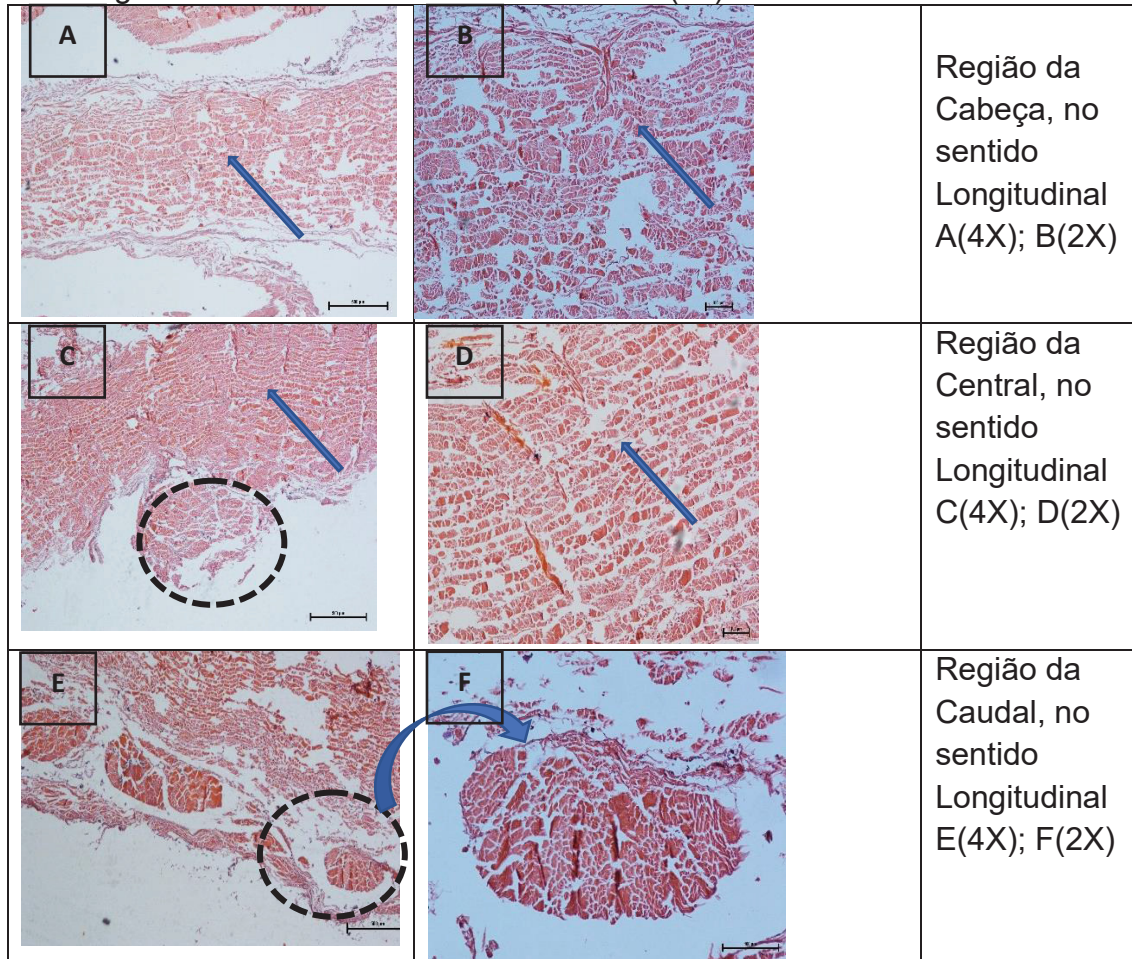 A
B
Região da
Cabeça, no
sentido
Longitudinal
A(4X); B(2X)
C
D
Região da
Central, no
sentido
Longitudinal
C(4X); D(2X)
E
F
Região da
Caudal, no
sentido
Longitudinal
E(4X); F(2X)